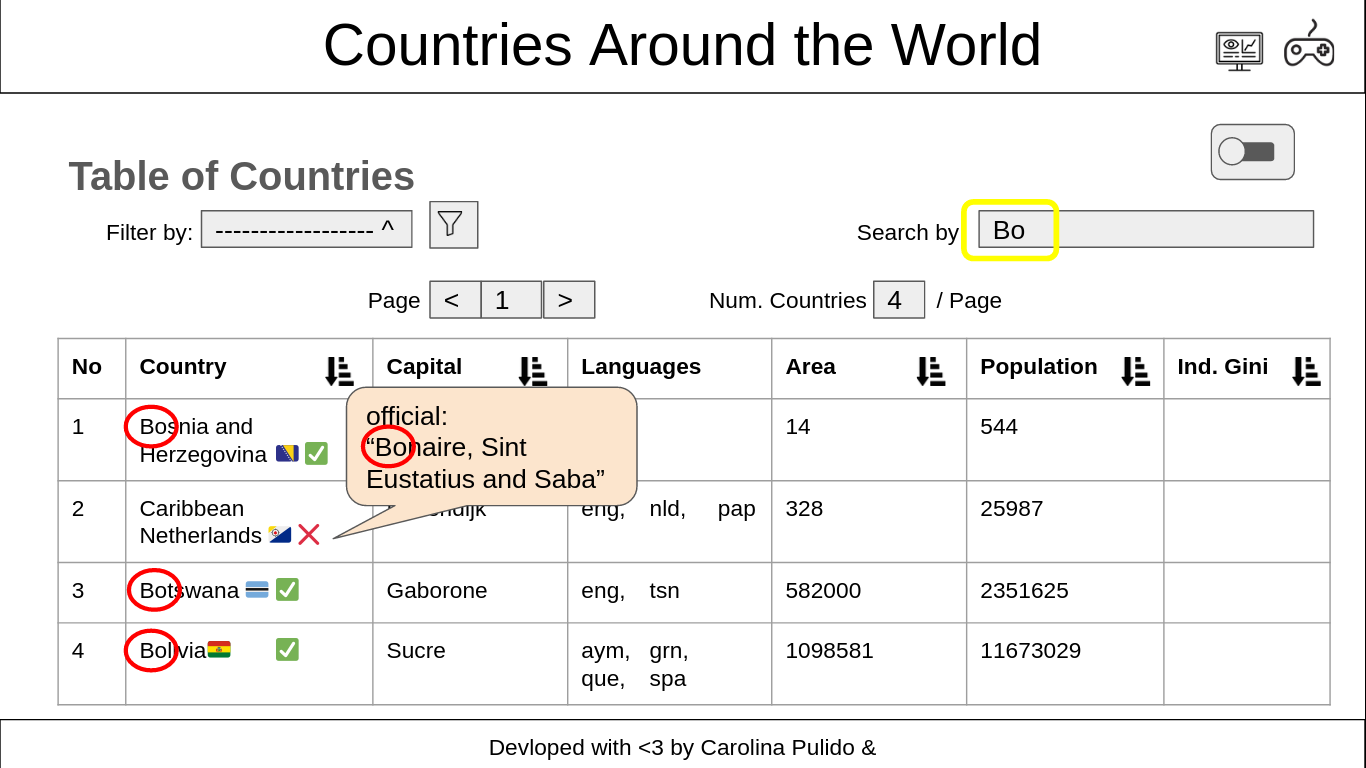 Countries Around the World
Table of Countries
Filter by: ------------------ ^
Search by Bo
Page < 1 >
Num. Countries 4 / Page
No Country Capital Languages Area Population Ind. Gini
1 Bosnia and
Herzegovina 14 544
official:
“Bonaire, Sint
Eustatius and Saba”
2 Caribbean
Netherlands eng, nld, pap 328 25987
3 Botswana Gaborone eng, tsn 582000 2351625
4 Bolivia Sucre aym, grn,
que, spa 1098581 11673029
Devloped with <3 by Carolina Pulido &